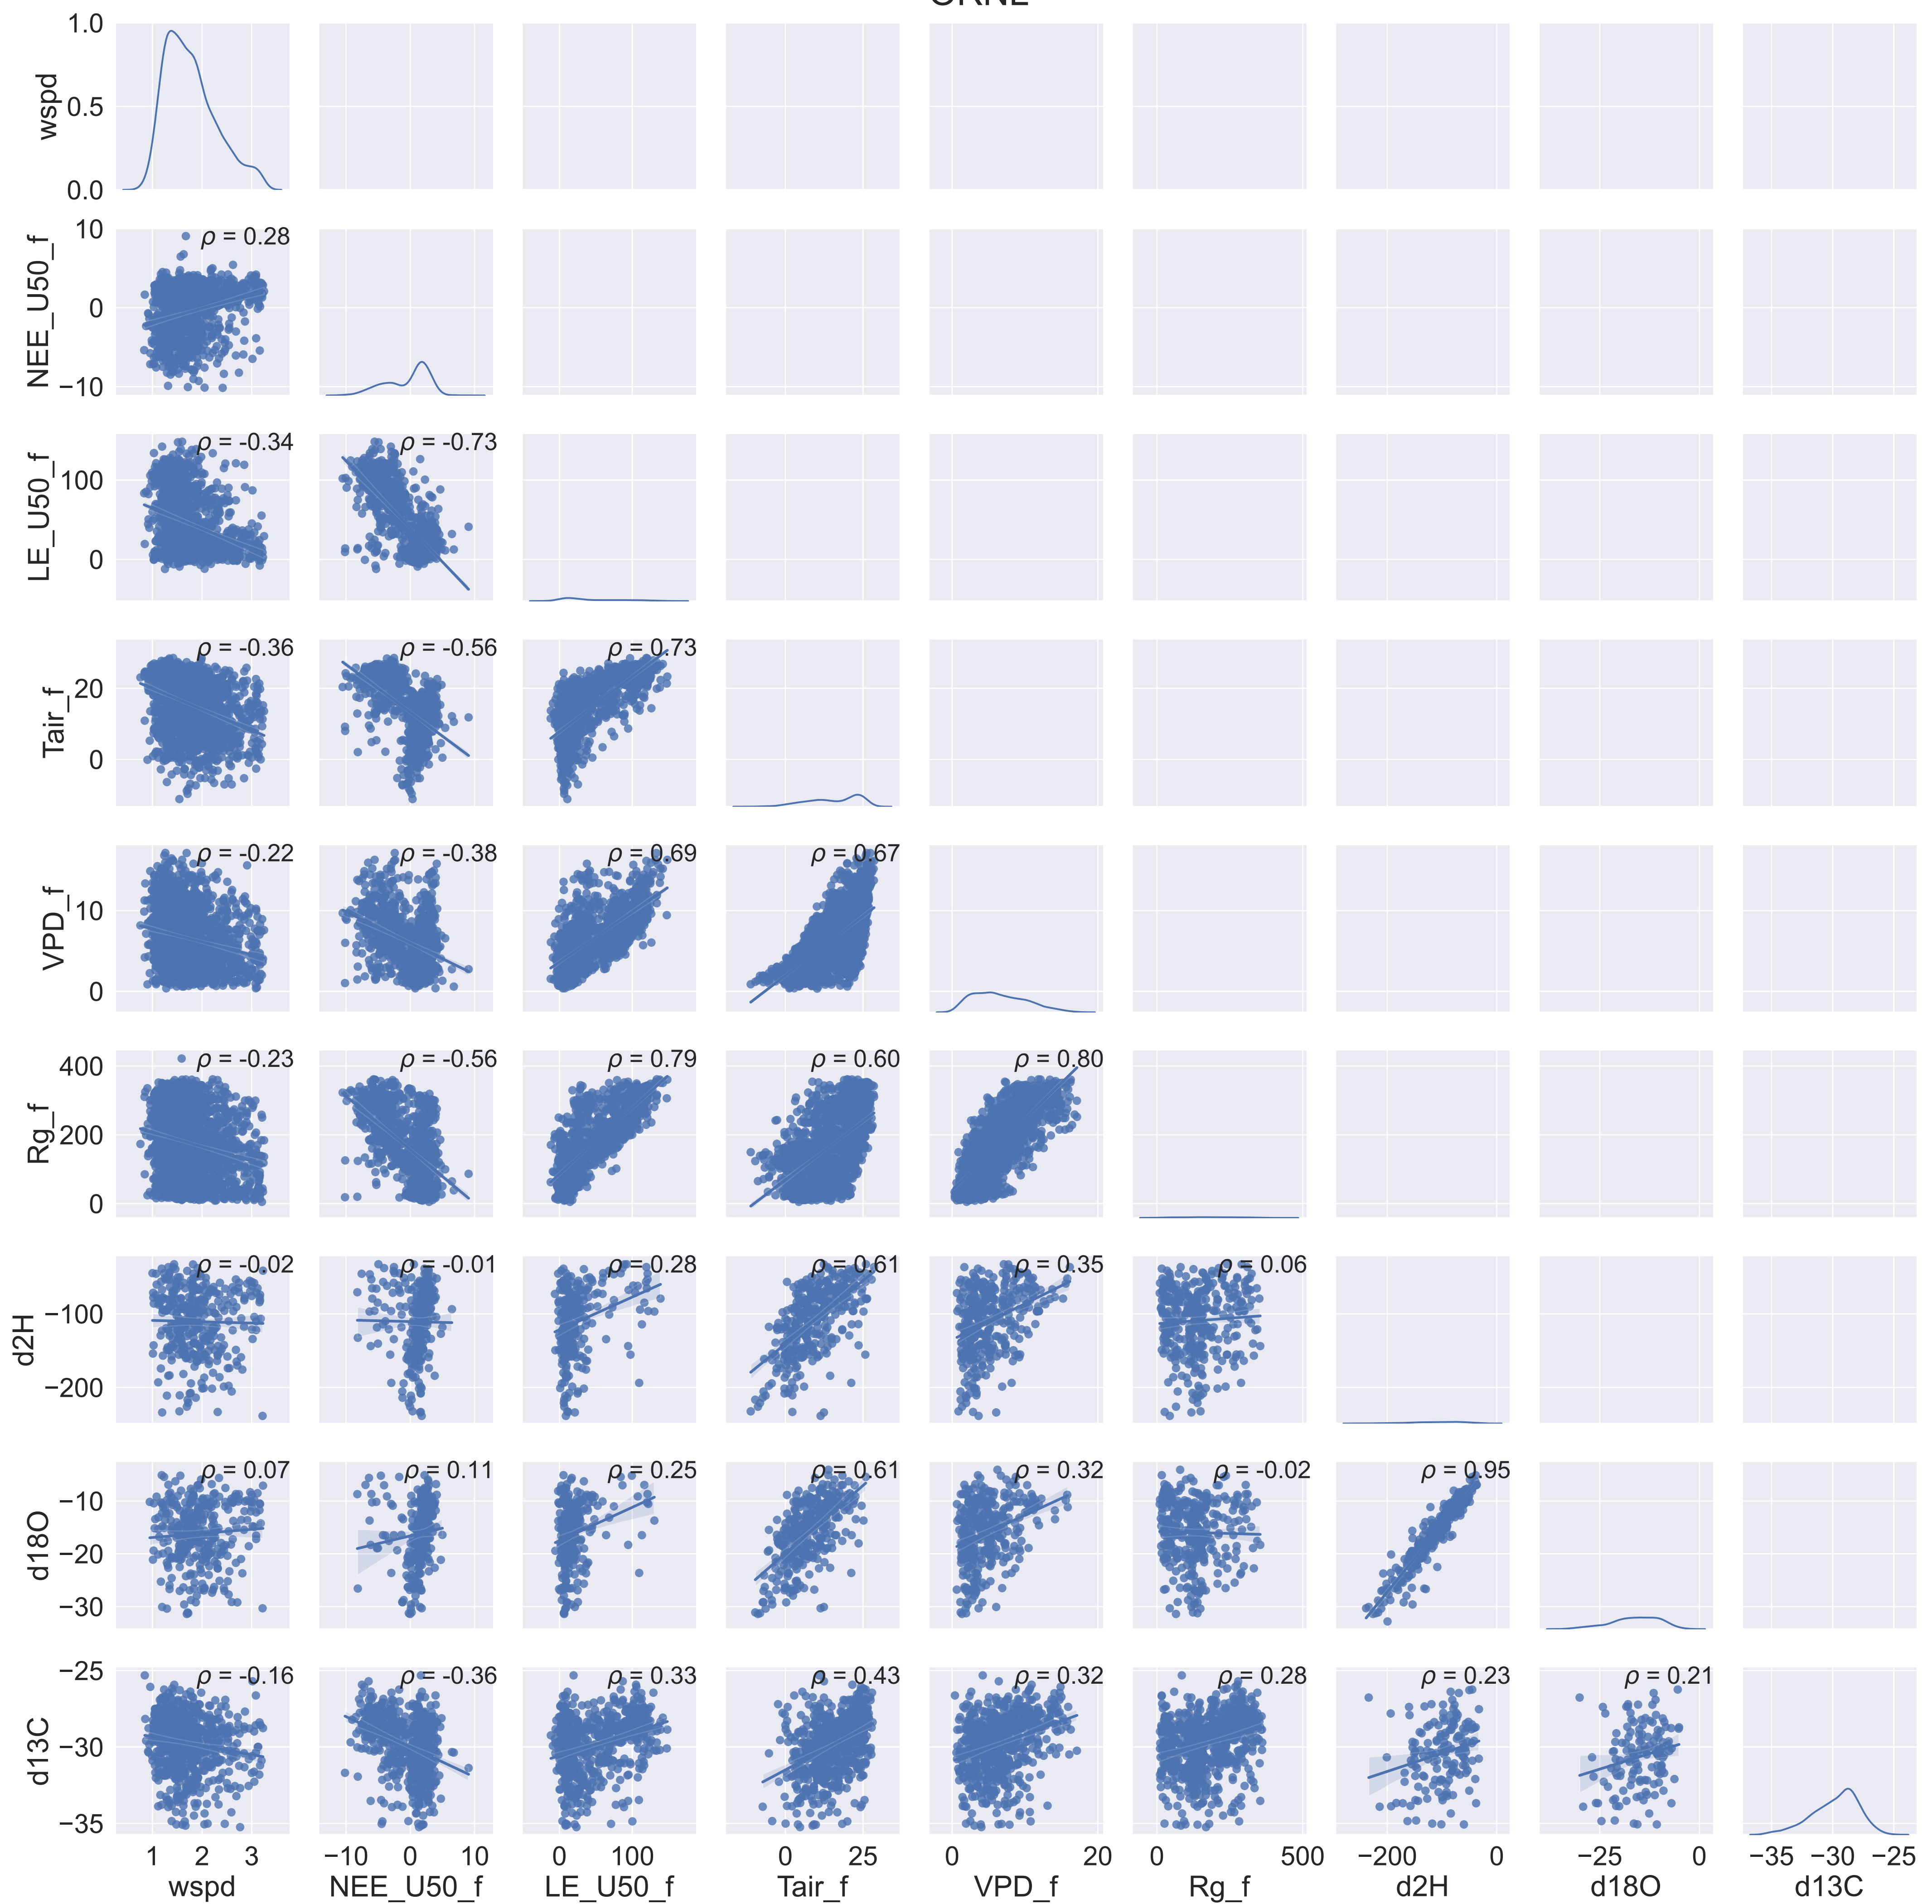 ORNL
1.0
0.5
0.0
wspd
10
0
−10
NEE_U50_f
ρ = 0.28
100
0
LE_U50_f
ρ = -0.34
ρ = -0.73
20
0
Tair_f
ρ = -0.36
ρ = -0.56
ρ = 0.73
10
0
VPD_f
ρ = -0.22
ρ = -0.38
ρ = 0.69
ρ = 0.67
400
200
0
Rg_f
ρ = -0.23
ρ = -0.56
ρ = 0.79
ρ = 0.60
ρ = 0.80
−100
−200
d2H
ρ = -0.02
ρ = -0.01
ρ = 0.28
ρ = 0.61
ρ = 0.35
ρ = 0.06
−10
−20
−30
d18O
ρ = 0.07
ρ = 0.11
ρ = 0.25
ρ = 0.61
ρ = 0.32
ρ = -0.02
ρ = 0.95
−25
−30
−35
d13C
ρ = -0.16
ρ = -0.36
ρ = 0.33
ρ = 0.43
ρ = 0.32
ρ = 0.28
ρ = 0.23
ρ = 0.21
1 2 3
−10 0 10
0 100
0 25
0 20
0 500
−200 0
−25 0
−35 −30 −25
wspd
NEE_U50_f
LE_U50_f
Tair_f
VPD_f
Rg_f
d2H
d18O
d13C